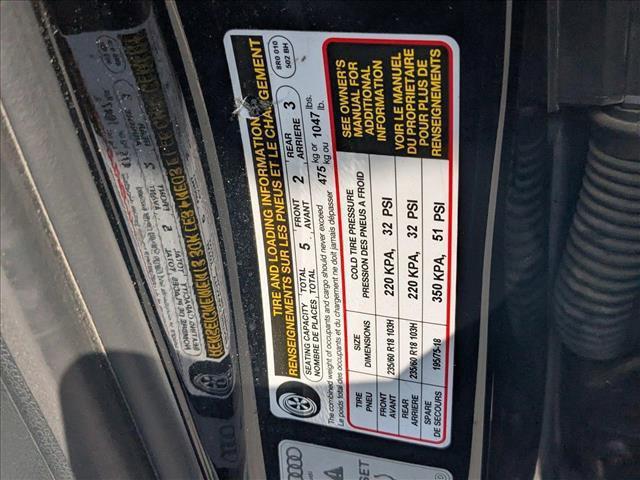 TIRE AND LOADING INFORMATION
RENSEIGNEMENTS SUR LES PNEUS ET LE CHARGEMENT
8R0 010
502 BH
SEATING CAPACITY TOTAL 5 FRONT 2 REAR 3
NOMBRE DE PLACES TOTAL AVANT ARRIERE
The combined weight of occupants and cargo should never exceed 475 kg or 1047 lbs.
Le poids total des occupants et du chargement ne doit jamais dépasser kg ou lb.
TIRE SIZE COLD TIRE PRESSURE
PNEU DIMENSIONS PRESSION DES PNEUS A FROID
FRONT 235/60 R18 103H 220 KPA, 32 PSI
AVANT
REAR 235/60 R18 103H 220 KPA, 32 PSI
ARRIERE
SPARE 195/75-18 350 KPA, 51 PSI
DE SECOURS
SEE OWNER'S
MANUAL FOR
ADDITIONAL
INFORMATION
VOIR LE MANUEL
DU PROPRIETAIRE
POUR PLUS DE
RENSEIGNEMENTS